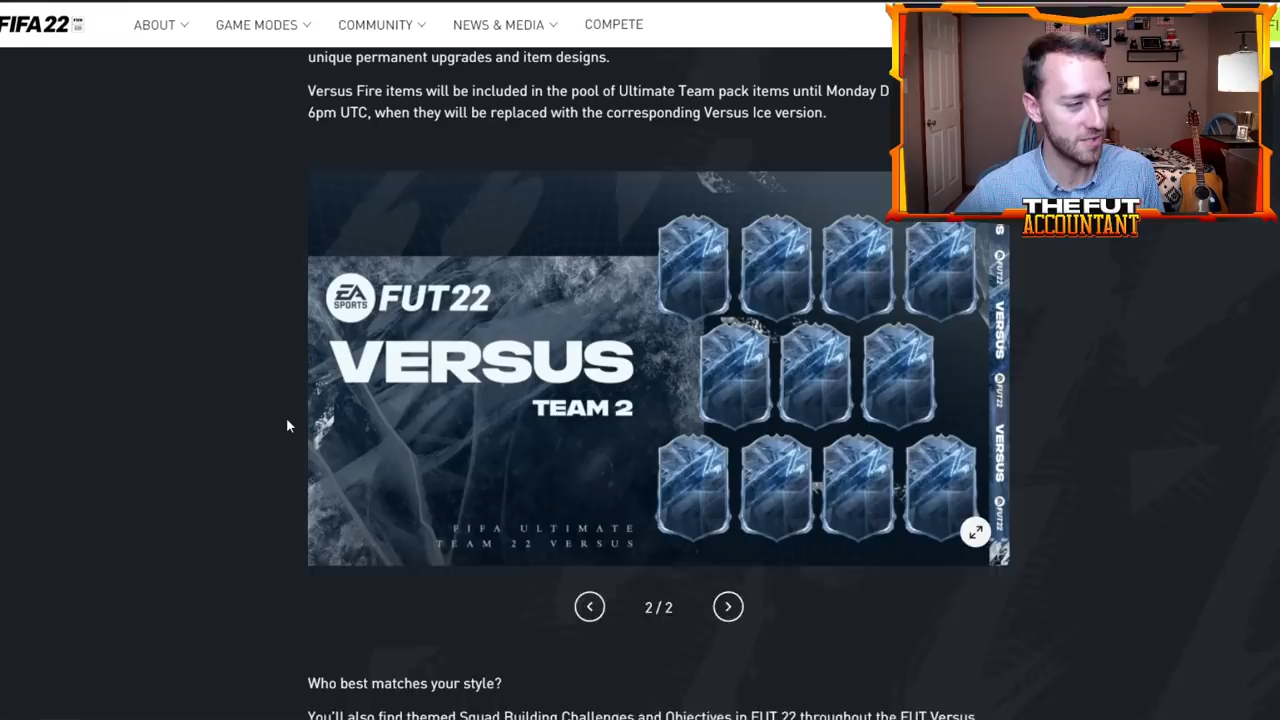 FIFA 22
ABOUT
GAME MODES
COMMUNITY
NEWS & MEDIA
COMPETE
unique permanent upgrades and item designs.
Versus Fire items will be included in the pool of Ultimate Team pack items until Monday D
6pm UTC, when they will be replaced with the corresponding Versus Ice version.
THE FUT
ACCOUNTANT
EA
SPORTS
FUT22
VERSUS
TEAM 2
FIFA ULTIMATE
TEAM 22 VERSUS
S
FUT22
VERSUS
FUT22
VERSUS
FUT22
2 / 2
Who best matches your style?
You'll also find themed Squad Building Challenges and Objectives in FUT 22 throughout the FUT Versus